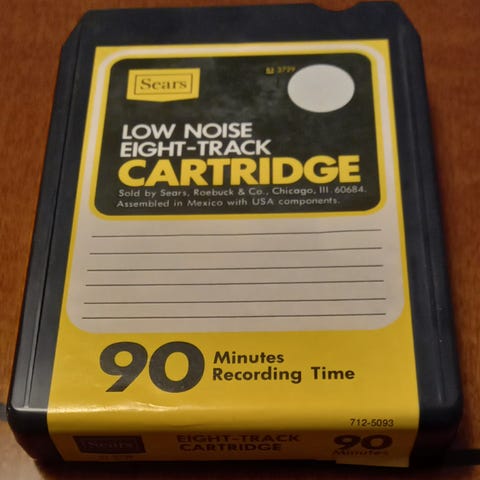 Sears
LOW NOISE
EIGHT-TRACK
CARTRIDGE
Sold by Sears, Roebuck & Co., Chicago, Ill. 60684.
Assembled in Mexico with USA components.
90 Minutes
Recording Time
712-5093
Sears
EIGHT-TRACK
CARTRIDGE
90
Minutes